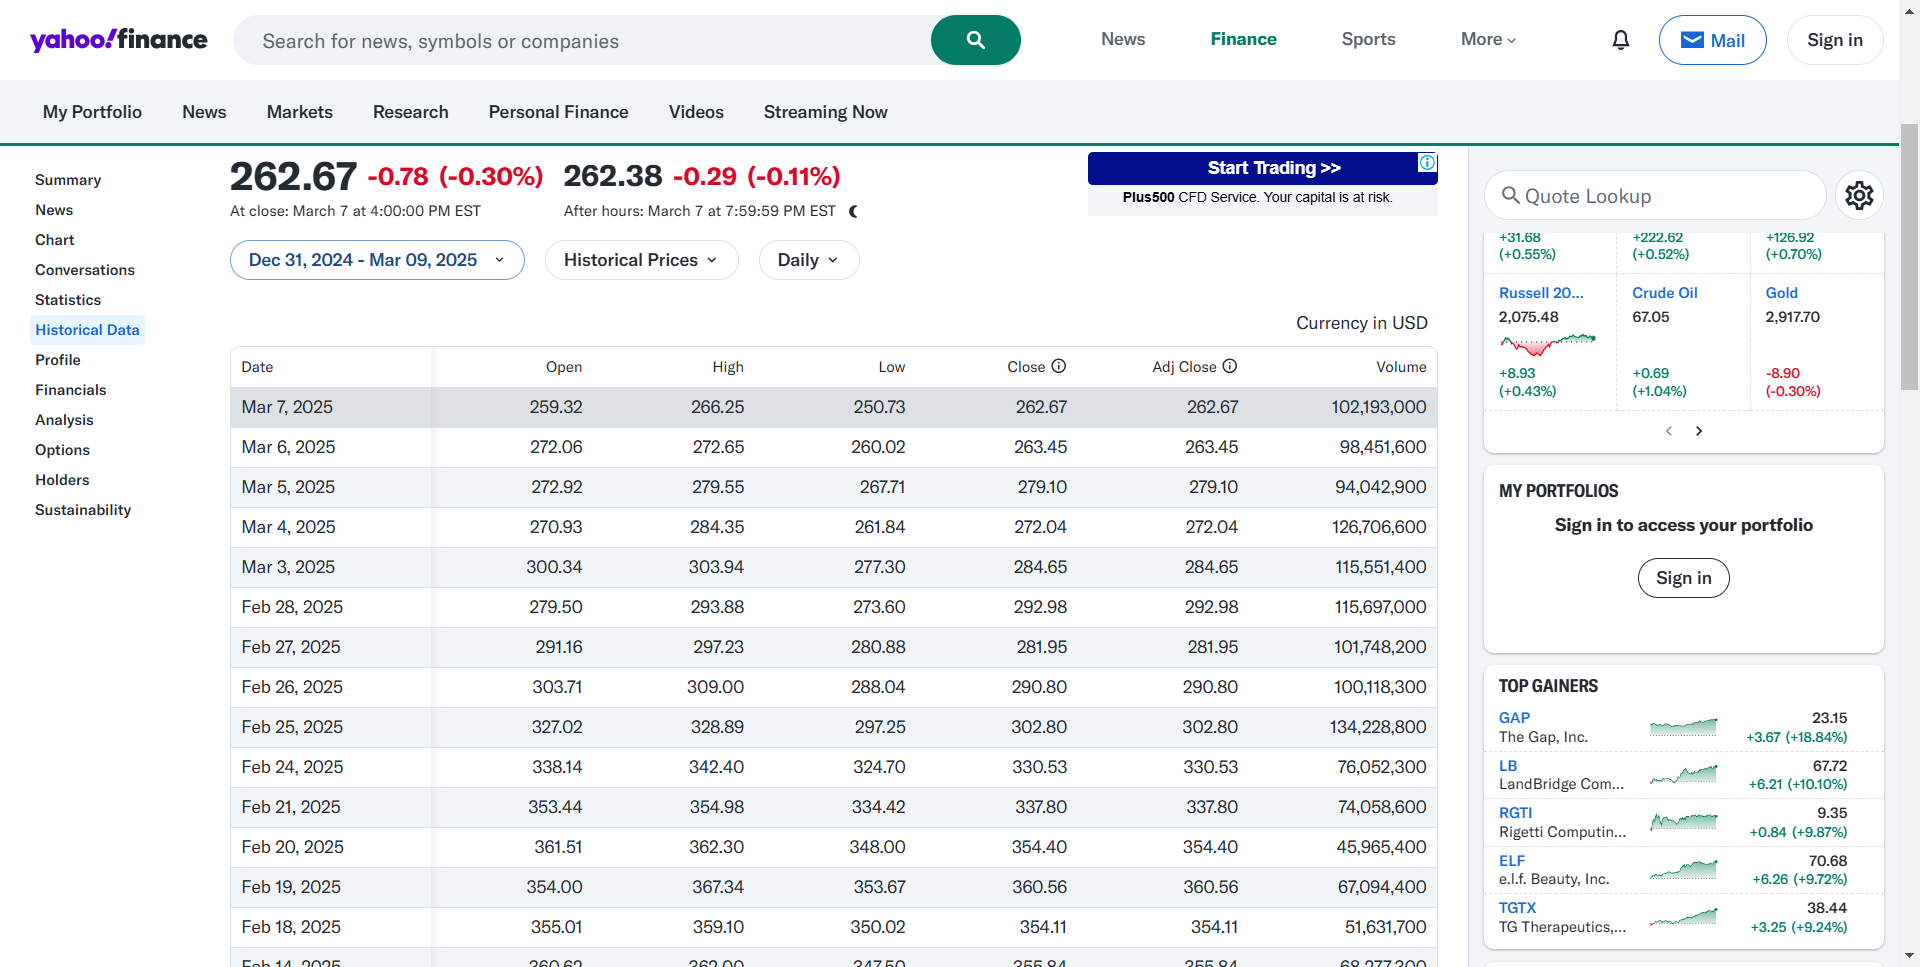 yahoo!finance
Search for news, symbols or companies
News Finance Sports More
Mail
Sign in
My Portfolio News Markets Research Personal Finance Videos Streaming Now
Summary
News
Chart
Conversations
Statistics
Historical Data
Profile
Financials
Analysis
Options
Holders
Sustainability
262.67 -0.78 (-0.30%) 262.38 -0.29 (-0.11%)
At close: March 7 at 4:00:00 PM EST After hours: March 7 at 7:59:59 PM EST
Start Trading >>
Plus500 CFD Service. Your capital is at risk.
Dec 31, 2024 - Mar 09, 2025 Historical Prices Daily
Currency in USD
Date Open High Low Close Adj Close Volume
Mar 7, 2025 259.32 266.25 250.73 262.67 262.67 102,193,000
Mar 6, 2025 272.06 272.65 260.02 263.45 263.45 98,451,600
Mar 5, 2025 272.92 279.55 267.71 279.10 279.10 94,042,900
Mar 4, 2025 270.93 284.35 261.84 272.04 272.04 126,706,600
Mar 3, 2025 300.34 303.94 277.30 284.65 284.65 115,551,400
Feb 28, 2025 279.50 293.88 273.60 292.98 292.98 115,697,000
Feb 27, 2025 291.16 297.23 280.88 281.95 281.95 101,748,200
Feb 26, 2025 303.71 309.00 288.04 290.80 290.80 100,118,300
Feb 25, 2025 327.02 328.89 297.25 302.80 302.80 134,228,800
Feb 24, 2025 338.14 342.40 324.70 330.53 330.53 76,052,300
Feb 21, 2025 353.44 354.98 334.42 337.80 337.80 74,058,600
Feb 20, 2025 361.51 362.30 348.00 354.40 354.40 45,965,400
Feb 19, 2025 354.00 367.34 353.67 360.56 360.56 67,094,400
Feb 18, 2025 355.01 359.10 350.02 354.11 354.11 51,631,700
Feb 14, 2025 360.62 362.00 347.50 355.84 355.84 68,277,300
Quote Lookup
+31.68 +222.62 +126.92
(+0.55%) (+0.52%) (+0.70%)
Russell 20... Crude Oil Gold
2,075.48 67.05 2,917.70
+8.93 +0.69 -8.90
(+0.43%) (+1.04%) (-0.30%)
MY PORTFOLIOS
Sign in to access your portfolio
Sign in
TOP GAINERS
GAP 23.15
The Gap, Inc. +3.67 (+18.84%)
LB 67.72
LandBridge Com... +6.21 (+10.10%)
RGTI 9.35
Rigetti Computin... +0.84 (+9.87%)
ELF 70.68
e.l.f. Beauty, Inc. +6.26 (+9.72%)
TGTX 38.44
TG Therapeutics,... +3.25 (+9.24%)